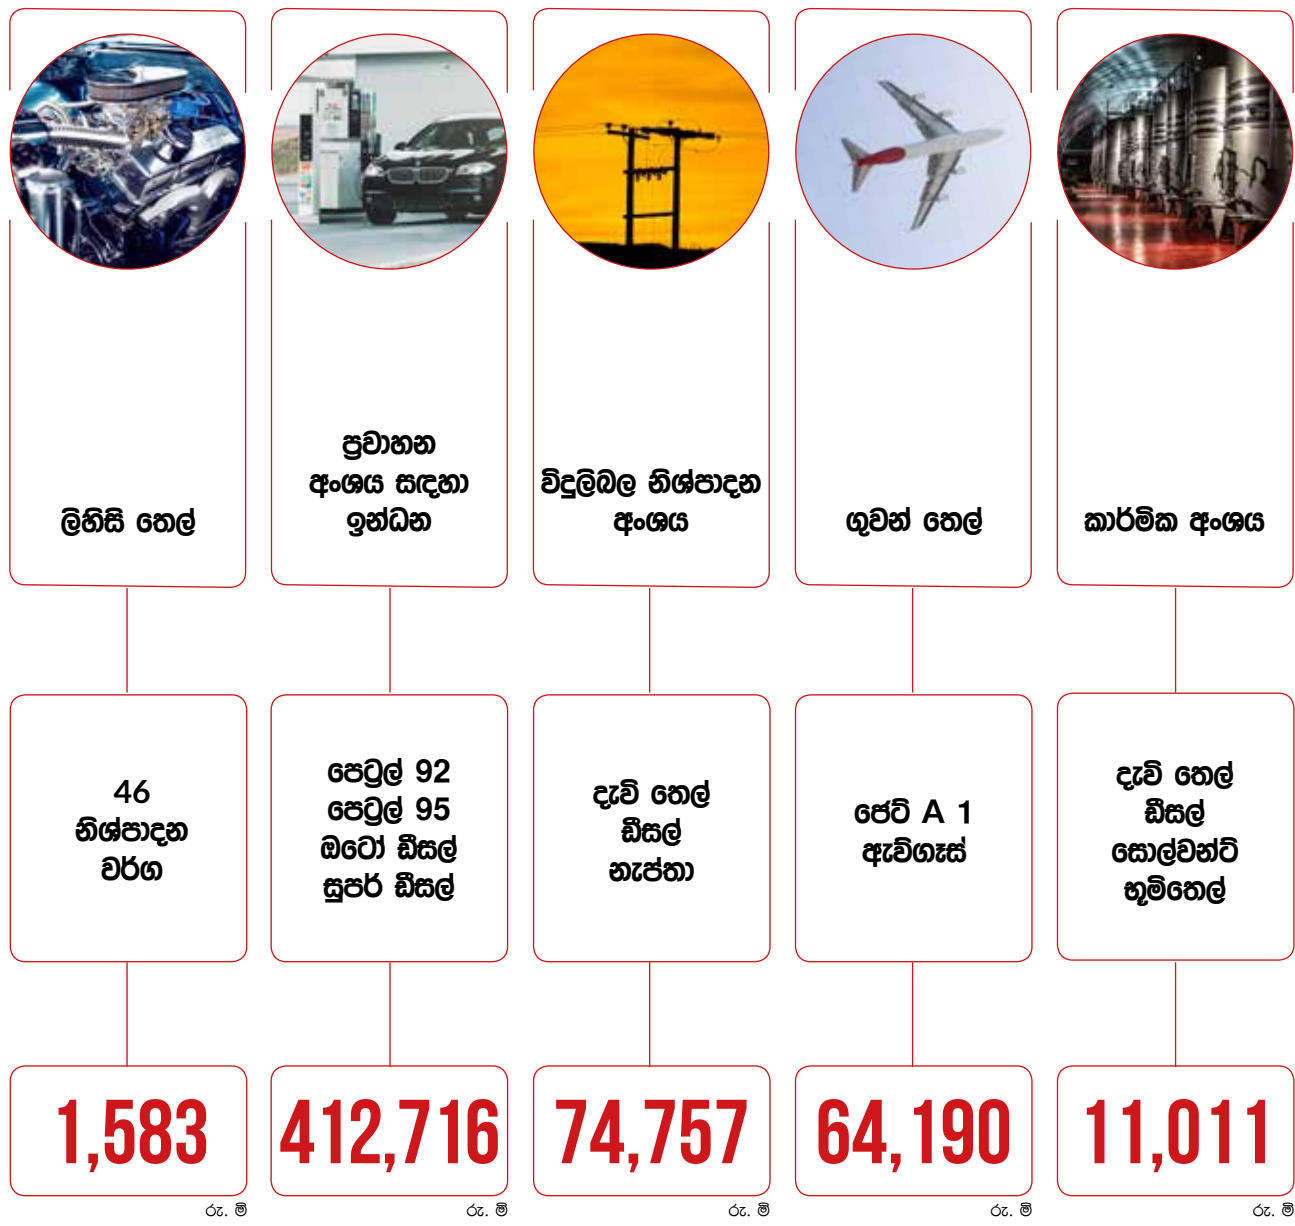 ලිහිසි තෙල්
46
නිශ්පාදන
වර්ග
1,583
රු. මි
ප්‍රවාහන
අංශය සඳහා
ඉන්ධන
පෙට්‍රල් 92
පෙට්‍රල් 95
ඔටෝ ඩීසල්
සුපර් ඩීසල්
412,716
රු. මි
විදුලිබල නිශ්පාදන
අංශය
දැවි තෙල්
ඩීසල්
නැප්තා
74,757
රු. මි
ගුවන් තෙල්
ජෙට් A 1
ඇව්ගෑස්
64,190
රු. මි
කාර්මික අංශය
දැවි තෙල්
ඩීසල්
සොල්වන්ට්
භූමිතෙල්
11,011
රු. මි